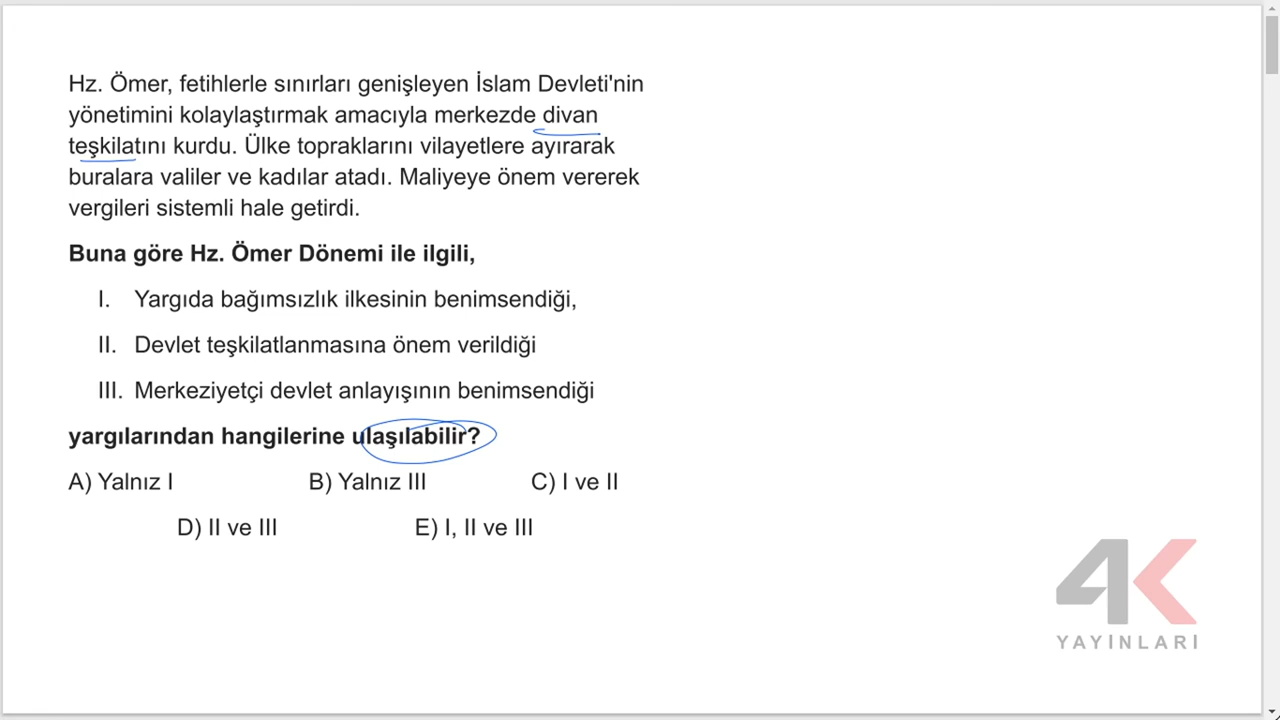 Hz. Ömer, fetihlerle sınırları genişleyen İslam Devleti'nin
yönetimini kolaylaştırmak amacıyla merkezde divan
teşkilatını kurdu. Ülke topraklarını vilayetlere ayırarak
buralara valiler ve kadılar atadı. Maliyeye önem vererek
vergileri sistemli hale getirdi.
Buna göre Hz. Ömer Dönemi ile ilgili,
I. Yargıda bağımsızlık ilkesinin benimsendiği,
II. Devlet teşkilatlanmasına önem verildiği
III. Merkeziyetçi devlet anlayışının benimsendiği
yargılarından hangilerine ulaşılabilir?
A) Yalnız I B) Yalnız III C) I ve II
D) II ve III E) I, II ve III
4K
YAYINLARI